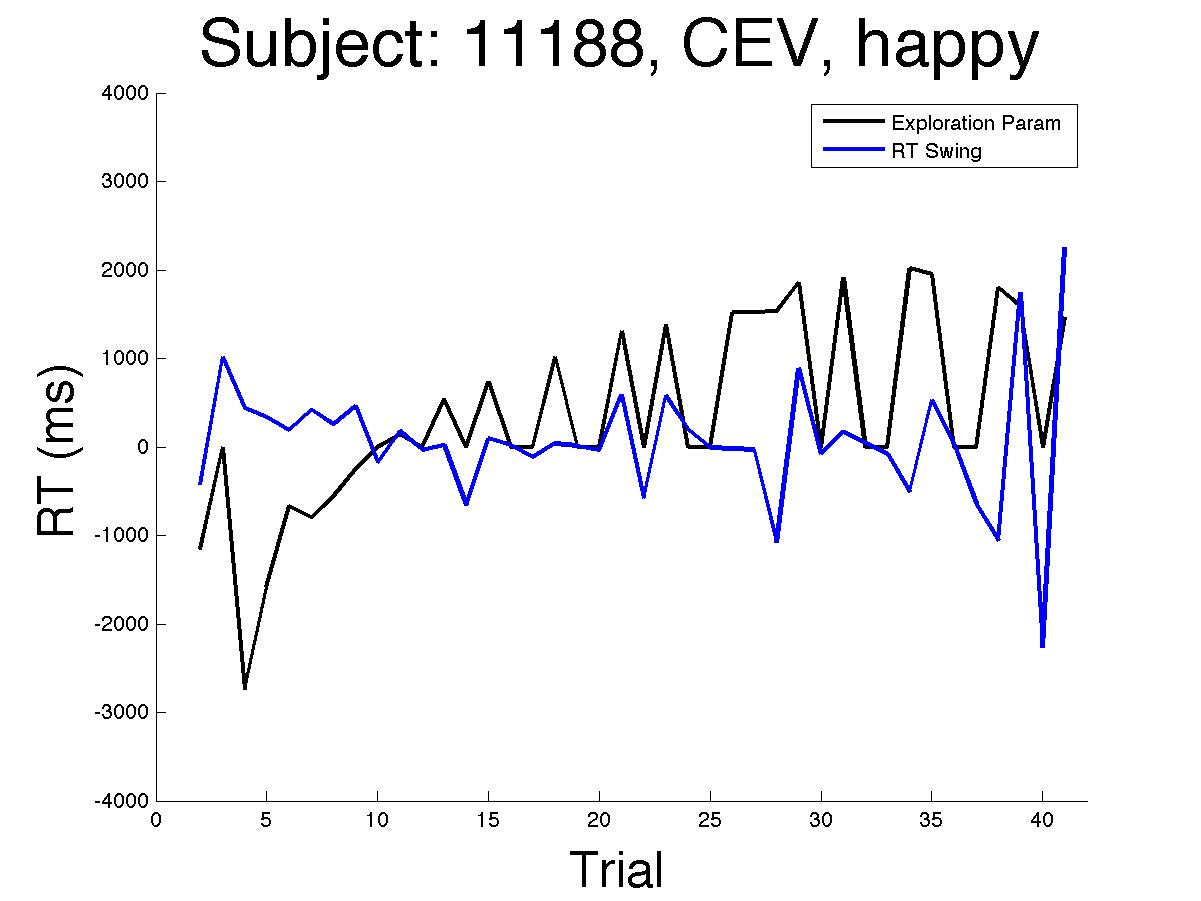 Subject: 11188, CEV, happy
Exploration Param
RT Swing
4000
3000
2000
1000
0
-1000
-2000
-3000
-4000
RT (ms)
0 5 10 15 20 25 30 35 40
Trial